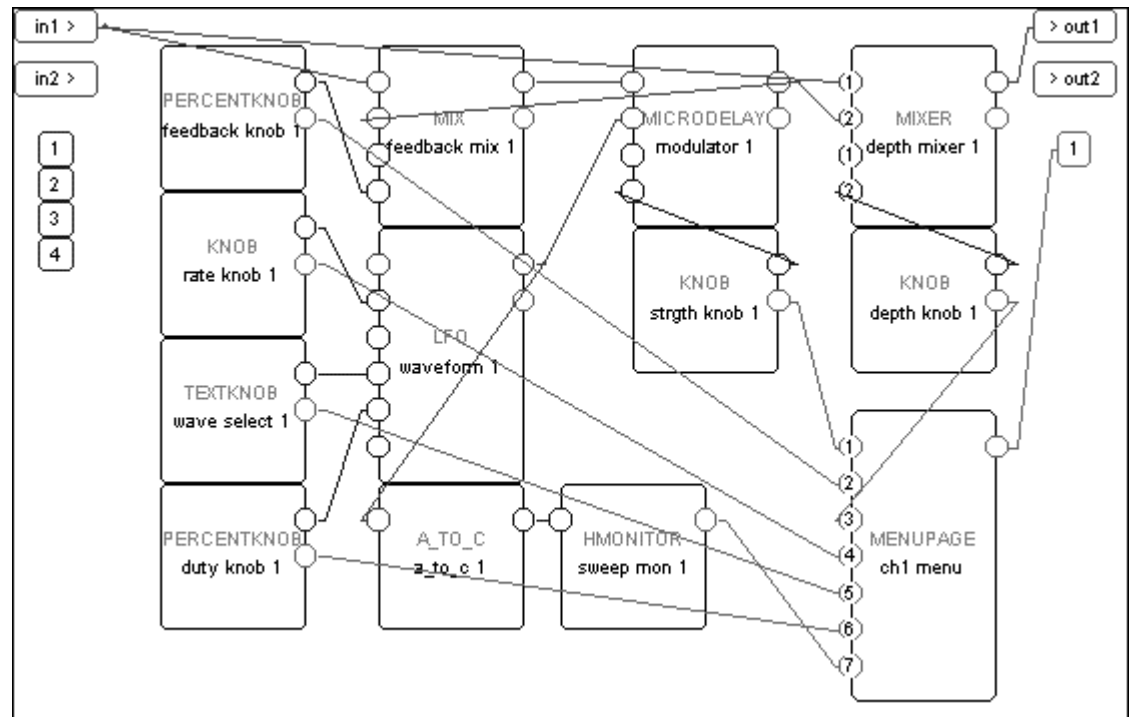 in1 >
in2 >
1
2
3
4
PERCENTKNOB
feedback knob 1
KNOB
rate knob 1
TEXTKNOB
wave select 1
PERCENTKNOB
duty knob 1
MIX
feedback mix 1
LFO
waveform 1
A_TO_C
a_to_c 1
HMONITOR
sweep mon 1
MICRODELAY
modulator 1
KNOB
strgth knob 1
1
2
1
2
MIXER
depth mixer 1
KNOB
depth knob 1
1
2
3
4
5
6
7
MENUPAGE
ch1 menu
> out1
> out2
1